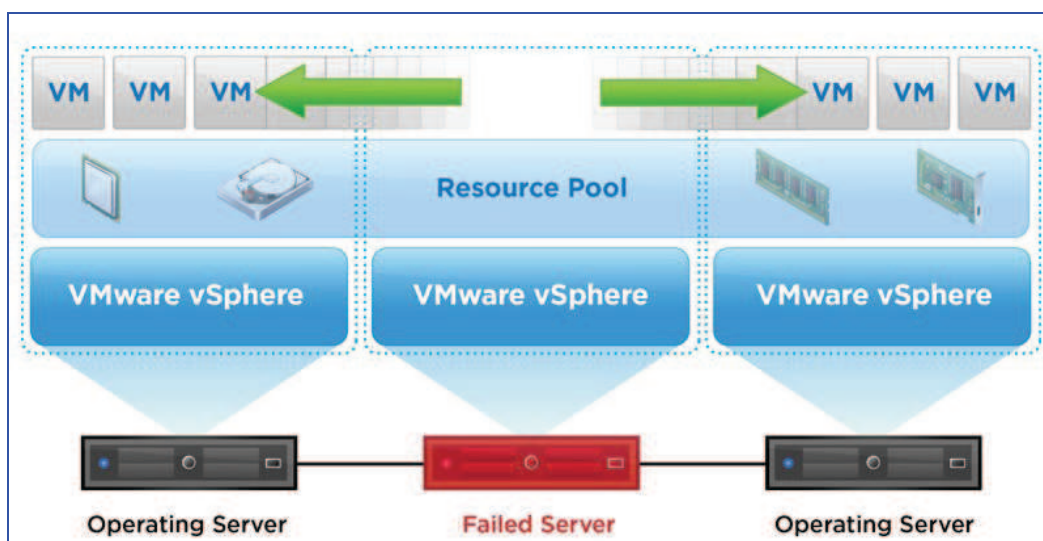 VM VM VM VM VM VM
Resource Pool
VMware vSphere VMware vSphere VMware vSphere
Operating Server Failed Server Operating Server